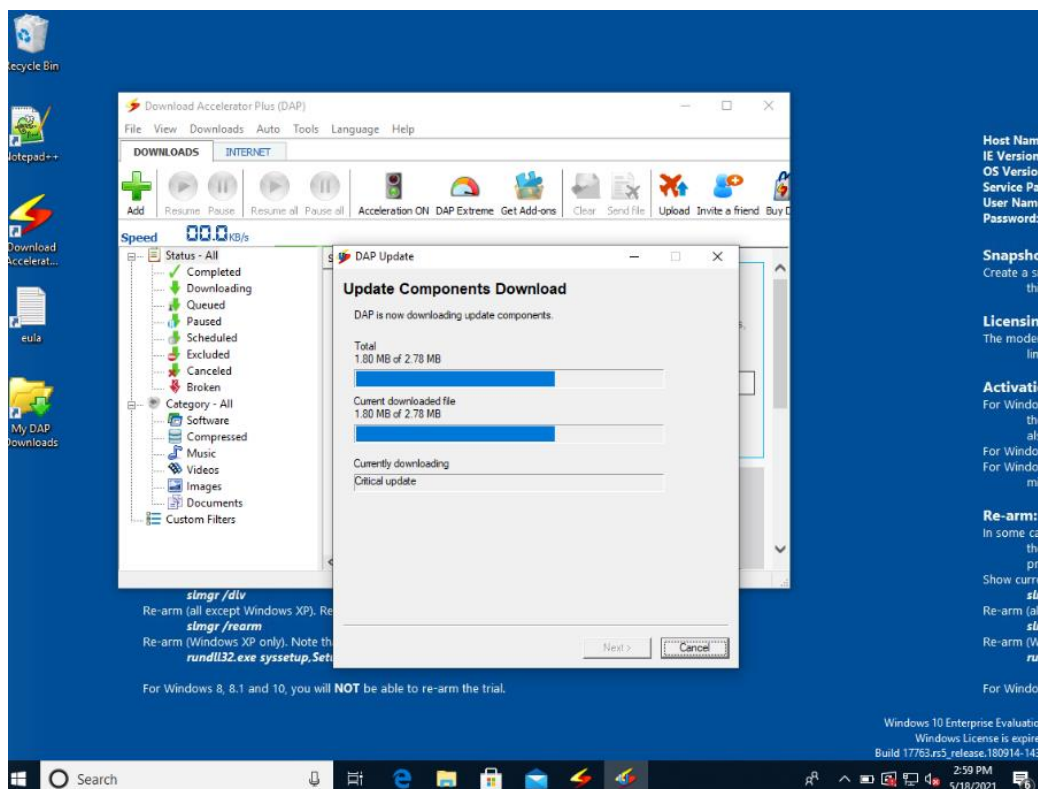 Recycle Bin
Notepad++
Download
Accelerat...
eula
My DAP
Downloads
Download Accelerator Plus (DAP)
File View Downloads Auto Tools Language Help
DOWNLOADS INTERNET
Add Resume Pause Resume all Pause all Acceleration ON DAP Extreme Get Add-ons Clear Send file Upload Invite a friend Buy D
Speed 00.0 KB/s
Status - All
Completed
Downloading
Queued
Paused
Scheduled
Excluded
Canceled
Broken
Category - All
Software
Compressed
Music
Videos
Images
Documents
Custom Filters
DAP Update
Update Components Download
DAP is now downloading update components.
Total
1.80 MB of 2.78 MB
Current downloaded file
1.80 MB of 2.78 MB
Currently downloading
Critical update
Next > Cancel
slmgr /dlv
Re-arm (all except Windows XP). Re
slmgr /rearm
Re-arm (Windows XP only). Note th
rundll32.exe syssetup,Setu
For Windows 8, 8.1 and 10, you will NOT be able to re-arm the trial.
Host Nam
IE Version
OS Versio
Service Pa
User Nam
Password:
Snapsho
Create a s
th
Licensin
The mode
lin
Activati
For Windo
th
als
For Windo
For Windo
m
Re-arm:
In some ca
the
pr
Show curr
sl
Re-arm (al
sl
Re-arm (W
ru
For Windo
Windows 10 Enterprise Evaluatio
Windows License is expire
Build 17763.rs5_release.180914-143
Search
2:59 PM
5/18/2021